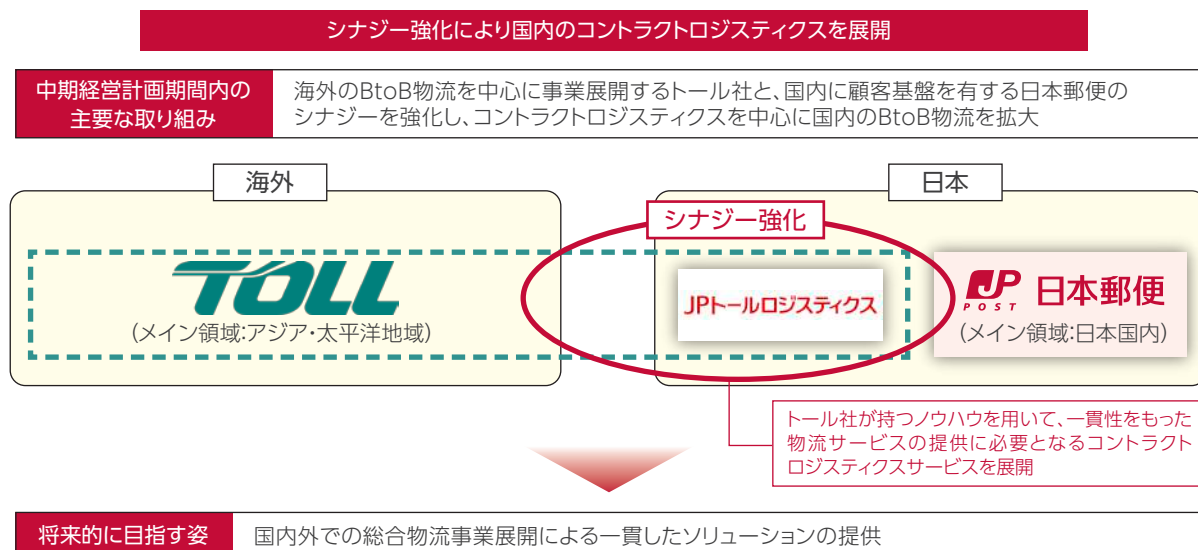 シナジー強化により国内のコントラクトロジスティクスを展開
中期経営計画期間内の
主要な取り組み
海外のBtoB物流を中心に事業展開するトール社と、国内に顧客基盤を有する日本郵便の
シナジーを強化し、コントラクトロジスティクスを中心に国内のBtoB物流を拡大
海外
日本
シナジー強化
TOLL
(メイン領域:アジア・太平洋地域)
JPトールロジスティクス
JP
POST
日本郵便
(メイン領域:日本国内)
トール社が持つノウハウを用いて、一貫性をもった
物流サービスの提供に必要となるコントラクト
ロジスティクスサービスを展開
将来的に目指す姿
国内外での総合物流事業展開による一貫したソリューションの提供